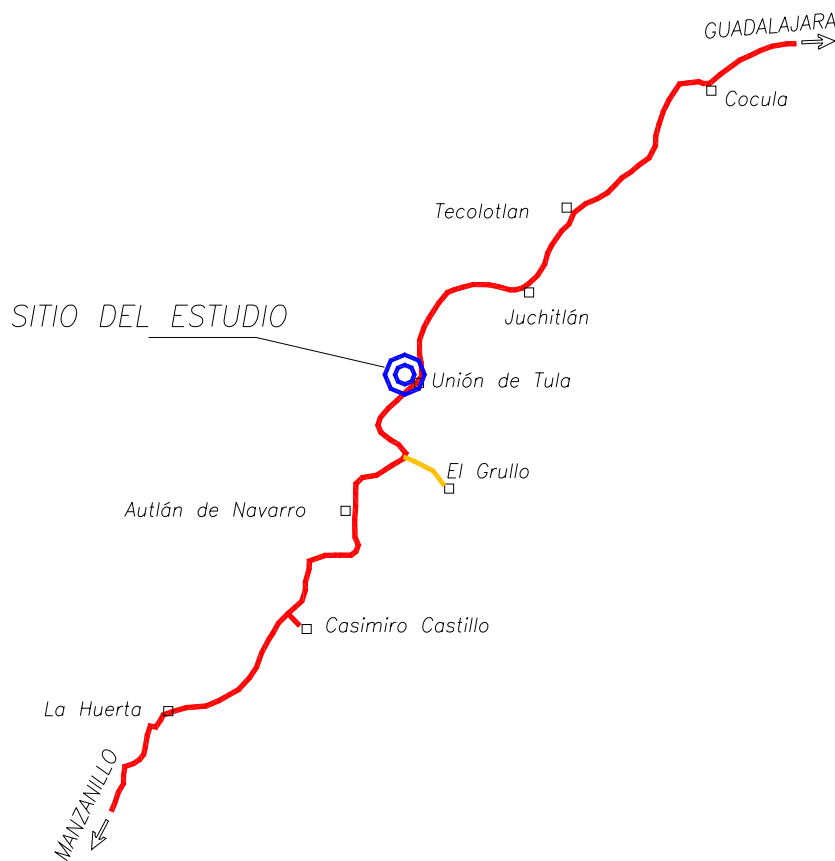 GUADALAJARA
Cocula
Tecolotlan
SITIO DEL ESTUDIO
Juchitlán
Unión de Tula
El Grullo
Autlán de Navarro
Casimiro Castillo
La Huerta
MANZANILLO